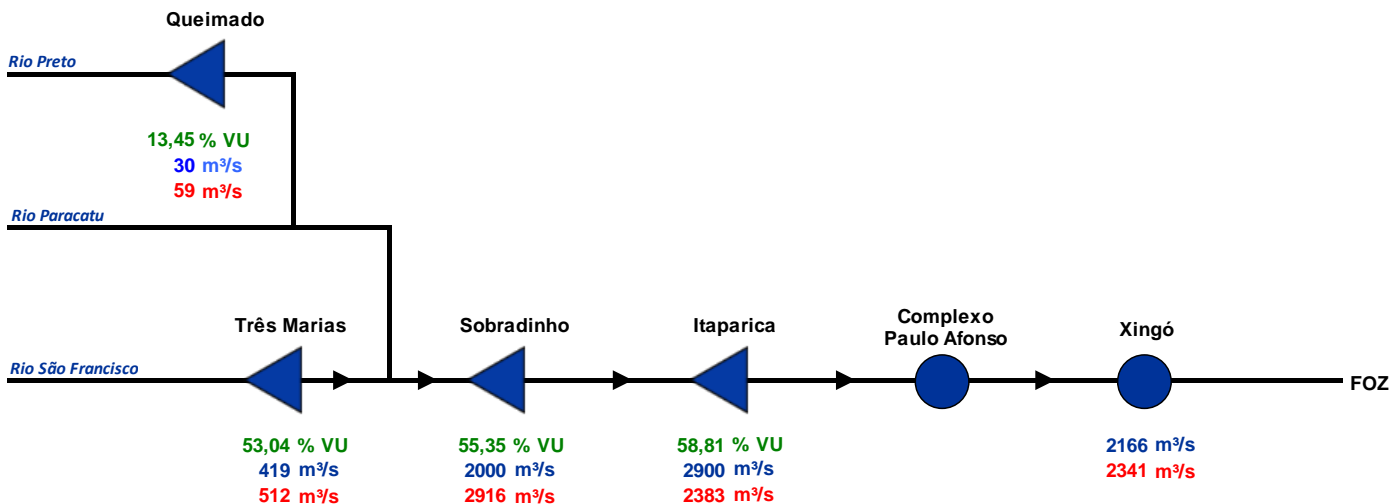 Queimado
Rio Preto
13,45 % VU
30 m³/s
59 m³/s
Rio Paracatu
Três Marias
Sobradinho
Itaparica
Complexo
Paulo Afonso
Xingó
Rio São Francisco
FOZ
53,04 % VU
419 m³/s
512 m³/s
55,35 % VU
2000 m³/s
2916 m³/s
58,81 % VU
2900 m³/s
2383 m³/s
2166 m³/s
2341 m³/s